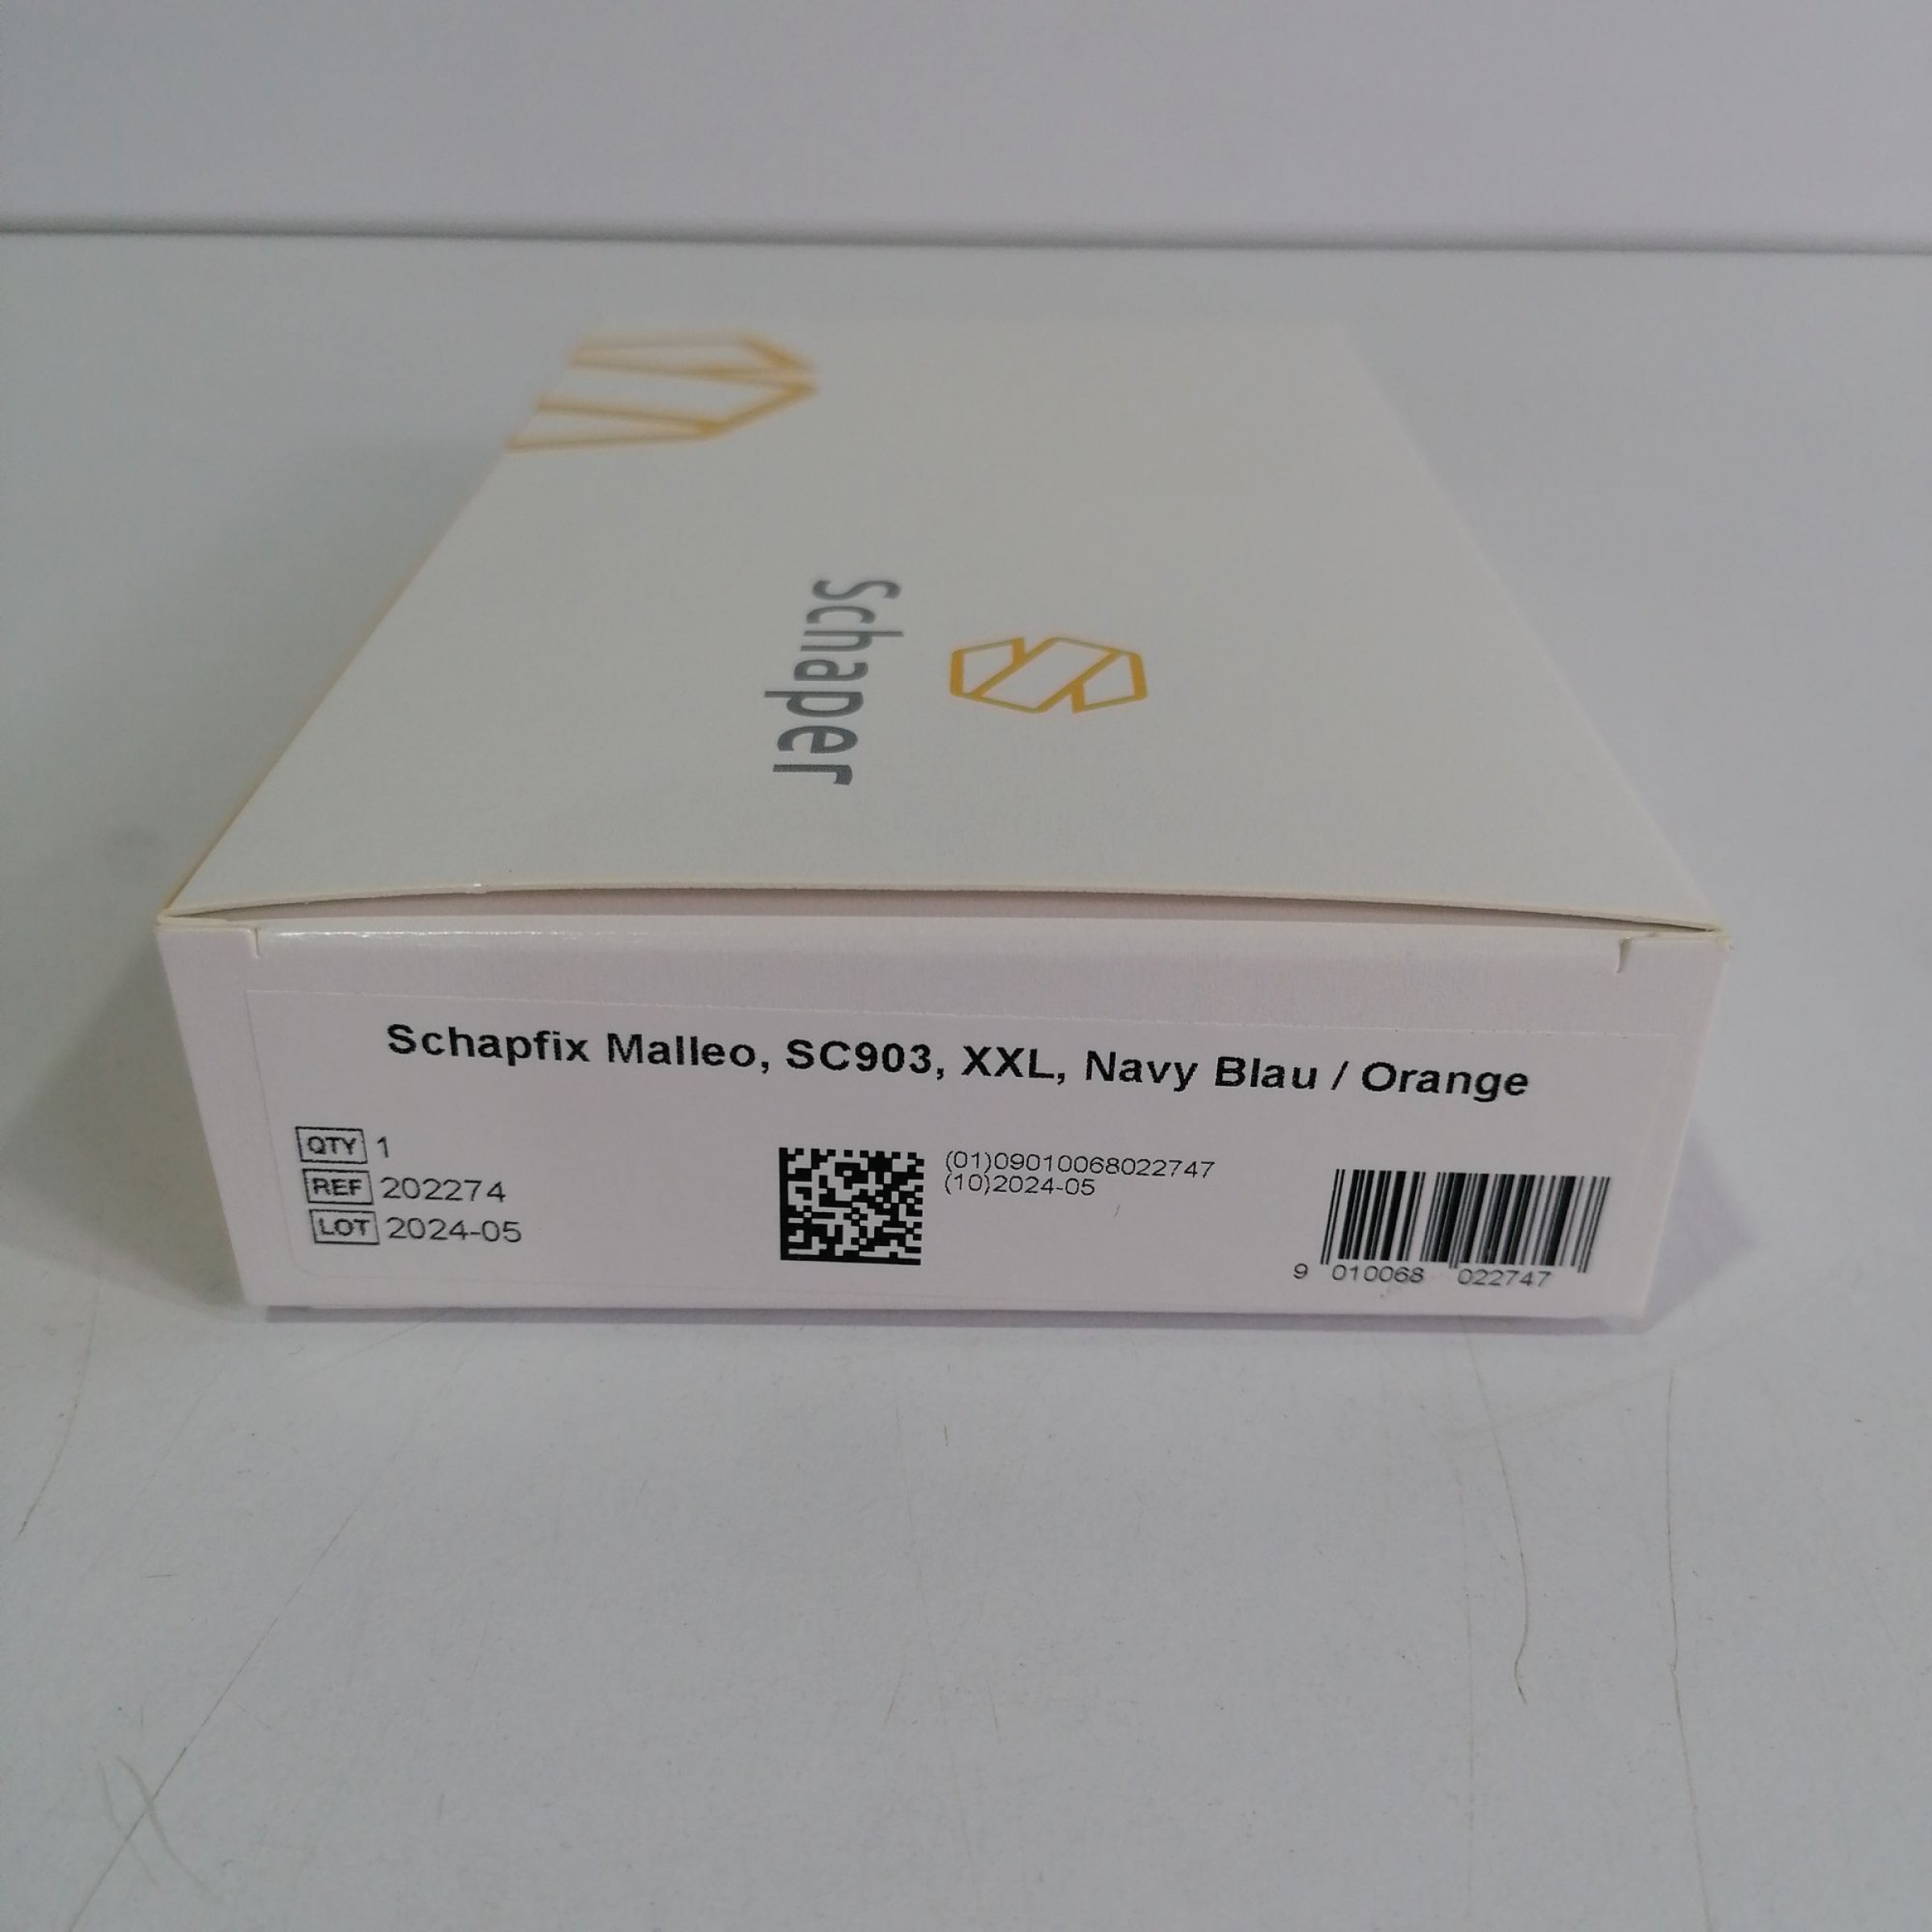 schaper
Schapfix Malleo, SC903, XXL, Navy Blau / Orange
QTY 1
REF 202274
LOT 2024-05
(01)09010068022747
(10)2024-05
9 010068 022747